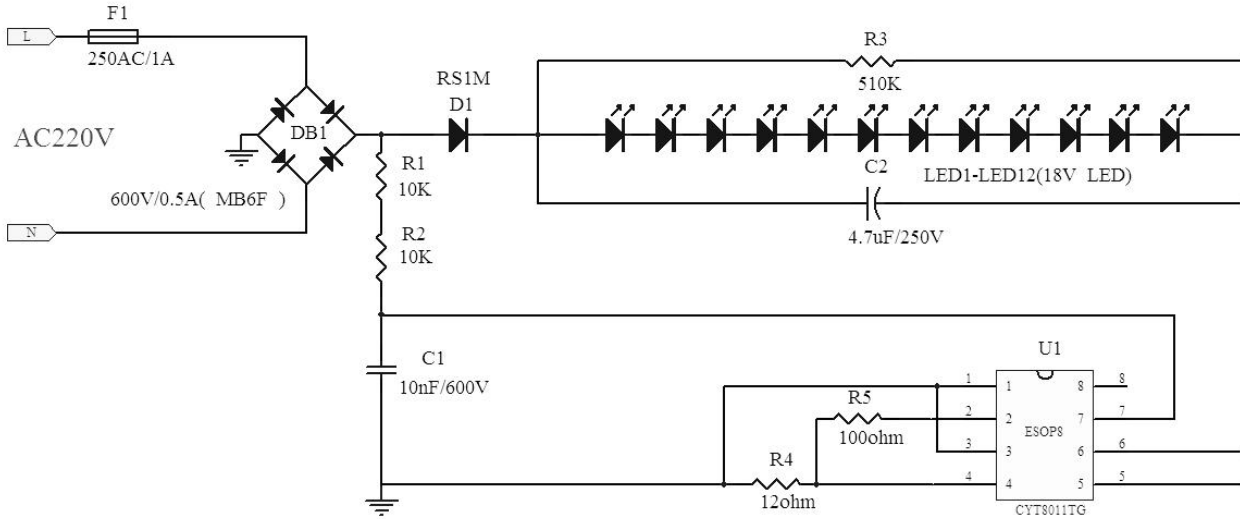 F1
L
250AC/1A
AC220V
DB1
600V/0.5A( MB6F )
N
RS1M
D1
R3
510K
R1
10K
R2
10K
C2
LED1-LED12(18V LED)
4.7uF/250V
C1
10nF/600V
U1
1 1 8 8
R5
2 2 7 7
100ohm
ESOP8
3 3 6 6
R4
4 4 5 5
12ohm
CYT8011TG